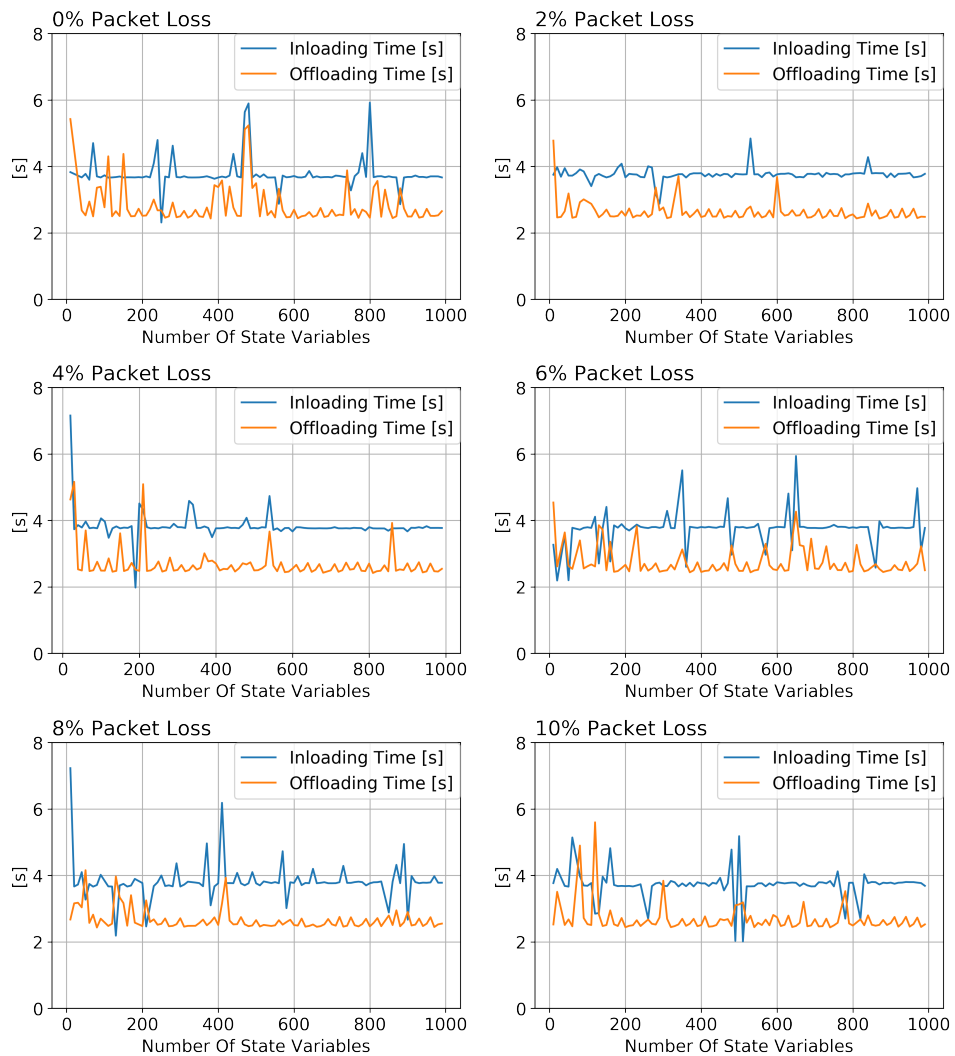 0% Packet Loss
8
6
4
2
0
[s]
Inloading Time [s]
Offloading Time [s]
0 200 400 600 800 1000
Number Of State Variables
2% Packet Loss
8
6
4
2
0
[s]
Inloading Time [s]
Offloading Time [s]
0 200 400 600 800 1000
Number Of State Variables
4% Packet Loss
8
6
4
2
0
[s]
Inloading Time [s]
Offloading Time [s]
0 200 400 600 800 1000
Number Of State Variables
6% Packet Loss
8
6
4
2
0
[s]
Inloading Time [s]
Offloading Time [s]
0 200 400 600 800 1000
Number Of State Variables
8% Packet Loss
8
6
4
2
0
[s]
Inloading Time [s]
Offloading Time [s]
0 200 400 600 800 1000
Number Of State Variables
10% Packet Loss
8
6
4
2
0
[s]
Inloading Time [s]
Offloading Time [s]
0 200 400 600 800 1000
Number Of State Variables